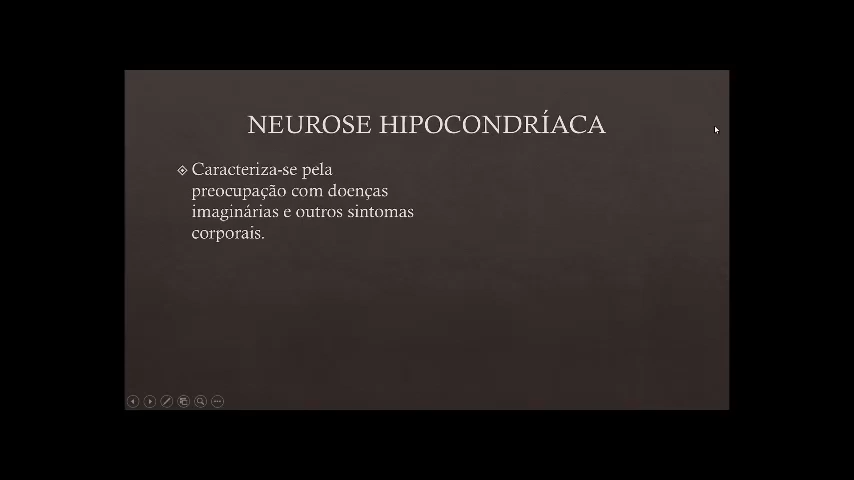 NEUROSE HIPOCONDRÍACA
Caracteriza-se pela
preocupação com doenças
imaginárias e outros sintomas
corporais.